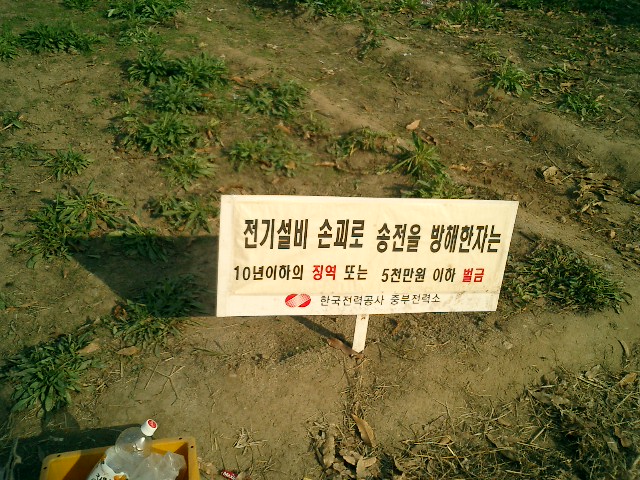 전기설비 손괴로 송전을 방해한자는
10년이하의 징역 또는 5천만원 이하 벌금
한국전력공사 중부전력소